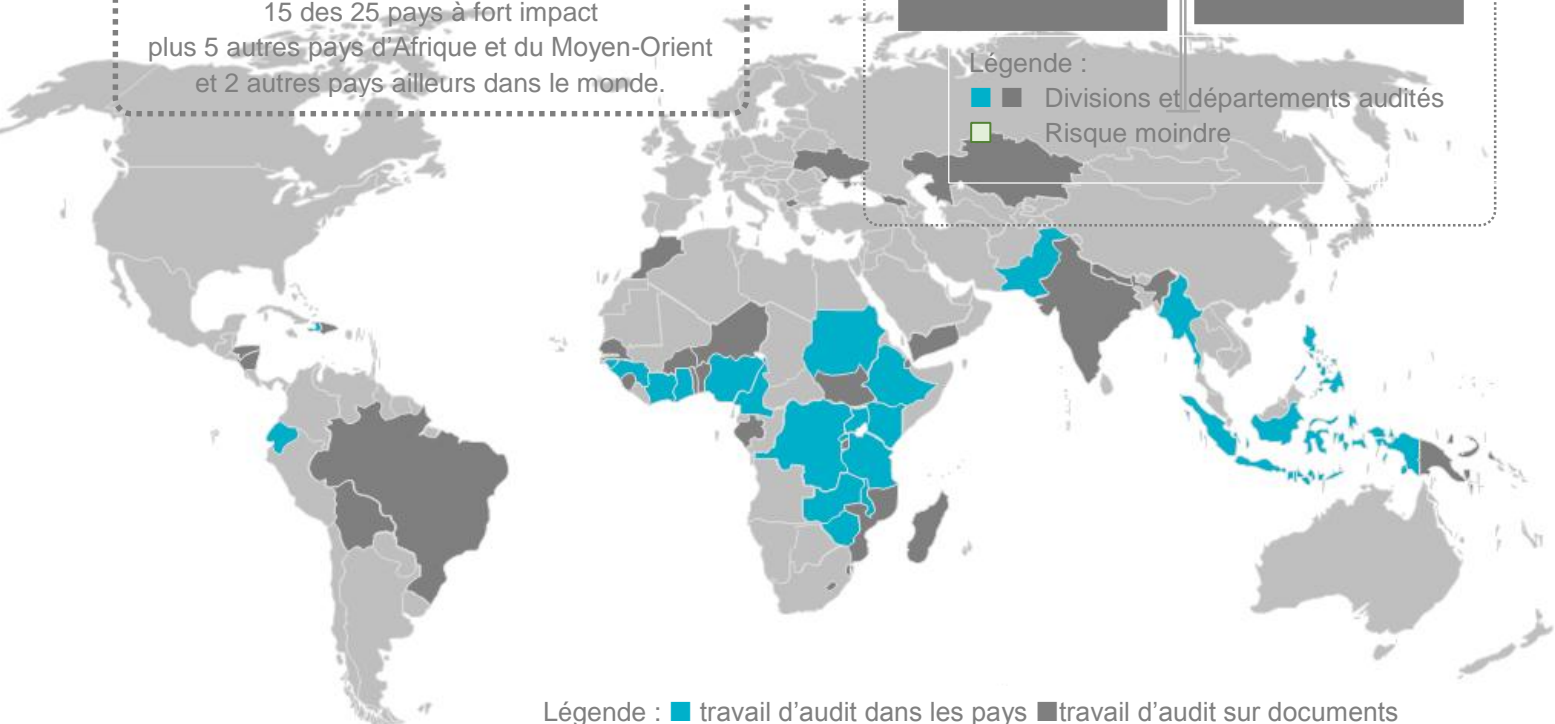 15 des 25 pays à fort impact
plus 5 autres pays d'Afrique et du Moyen-Orient
et 2 autres pays ailleurs dans le monde.
Légende :
Divisions et départements audités
Risque moindre
Légende : travail d'audit dans les pays travail d'audit sur documents